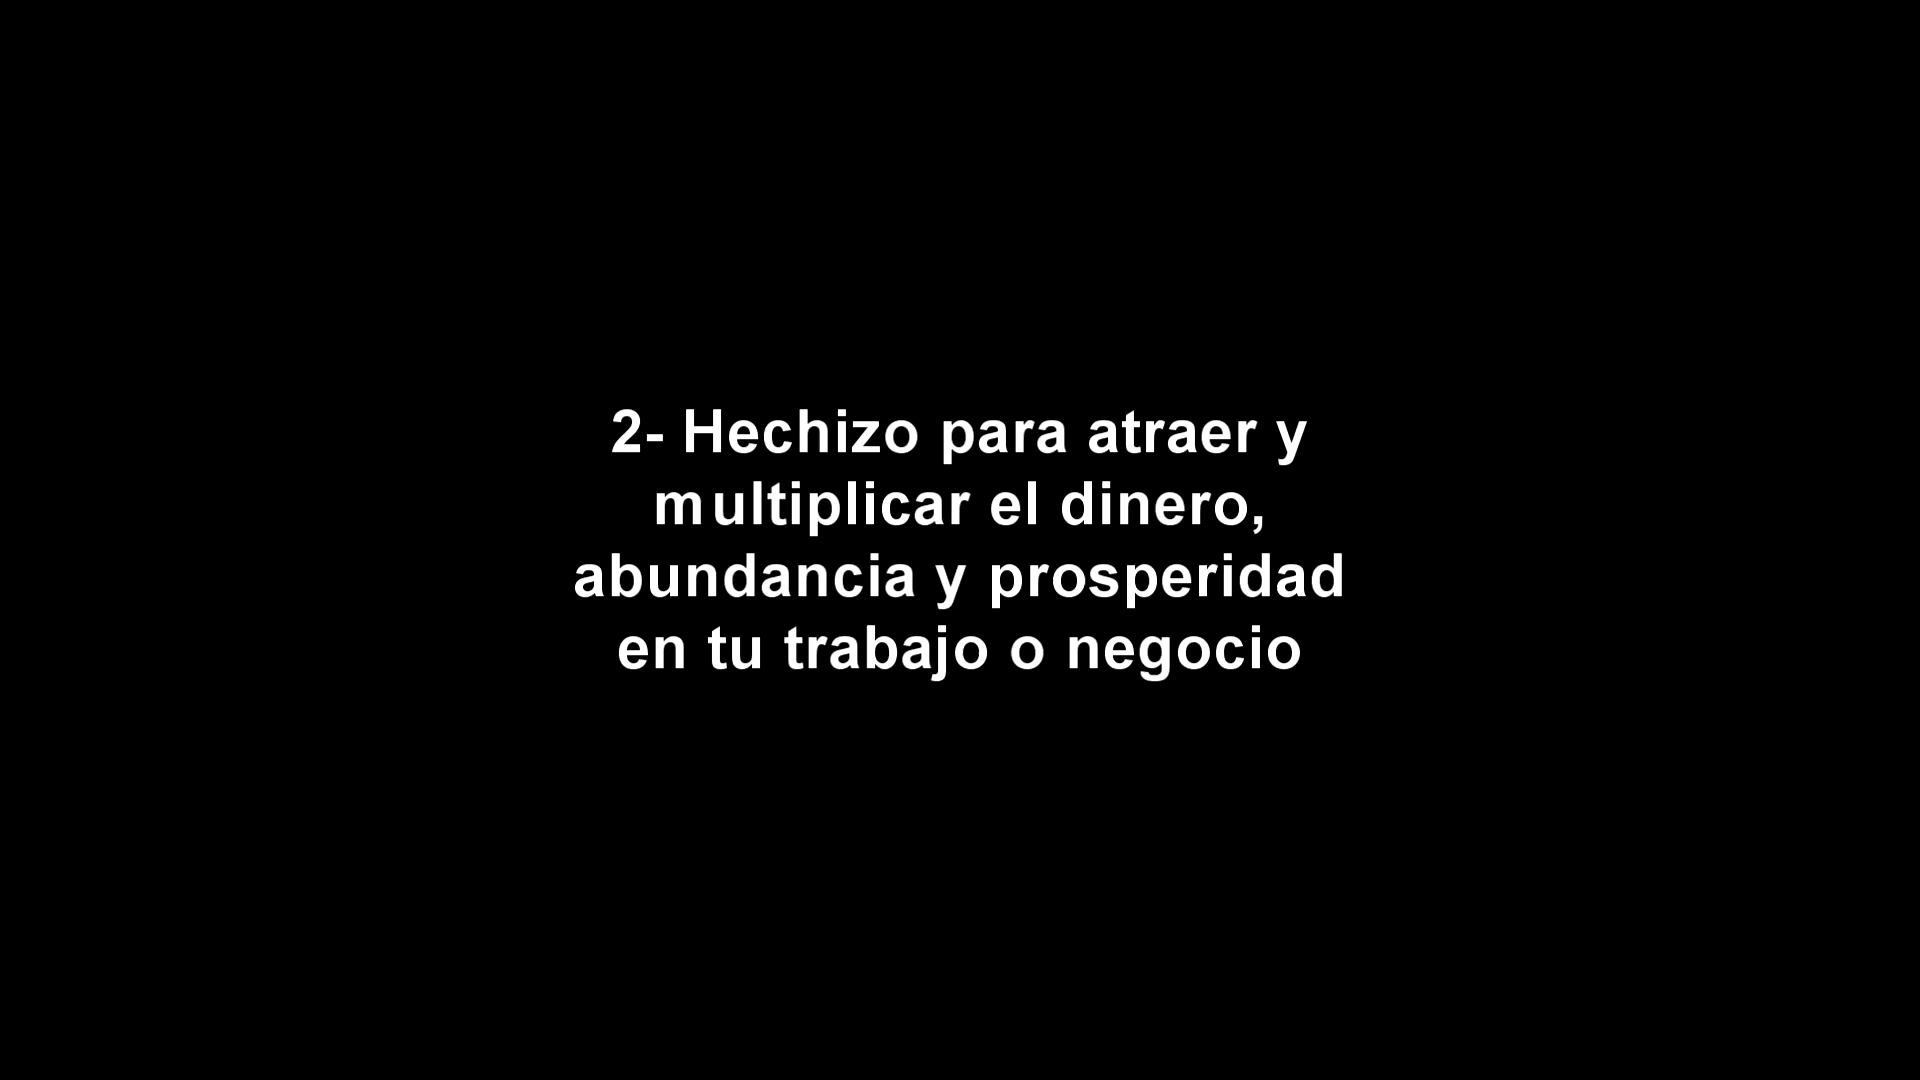 2- Hechizo para atraer y
multiplicar el dinero,
abundancia y prosperidad
en tu trabajo o negocio